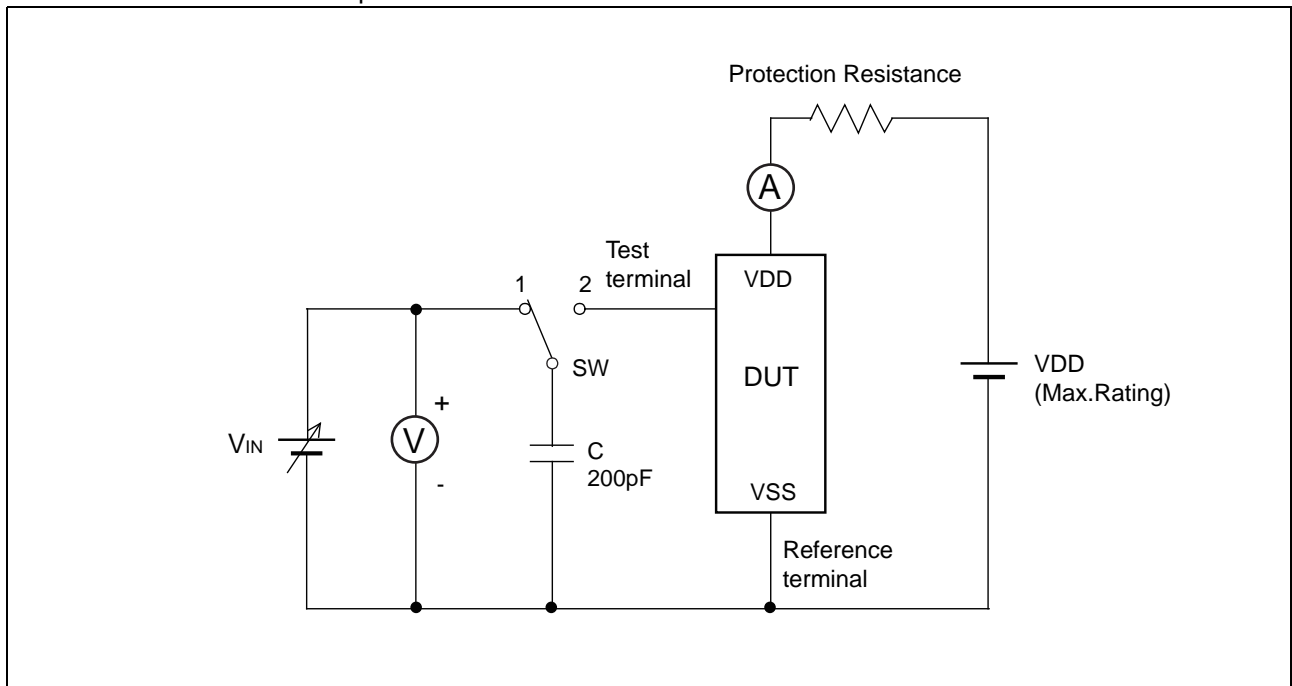 Protection Resistance
A
Test
terminal
1
2
VDD
SW
DUT
VDD
(Max.Rating)
VIN
+
V
-
C
200pF
VSS
Reference
terminal